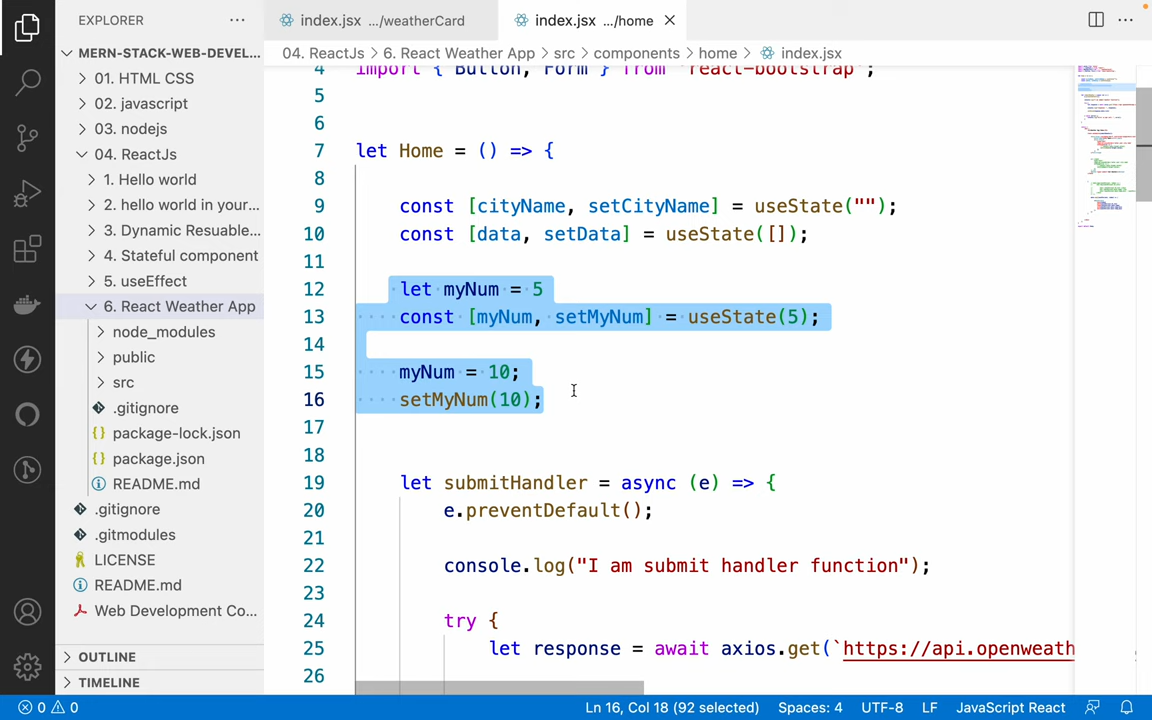 EXPLORER
MERN-STACK-WEB-DEVEL...
01. HTML CSS
02. javascript
03. nodejs
04. ReactJs
1. Hello world
2. hello world in your...
3. Dynamic Resuable...
4. Stateful component
5. useEffect
6. React Weather App
node_modules
public
src
.gitignore
{} package-lock.json
{} package.json
README.md
.gitignore
.gitmodules
LICENSE
README.md
Web Development Co...
OUTLINE
TIMELINE
index.jsx .../weatherCard
index.jsx .../home
04. ReactJs > 6. React Weather App > src > components > home > index.jsx
4 import { Button, Form } from 'react-bootstrap';
5
6
7 let Home = () => {
8
9 const [cityName, setCityName] = useState("");
10 const [data, setData] = useState([]);
11
12 let myNum = 5
13 const [myNum, setMyNum] = useState(5);
14
15 myNum = 10;
16 setMyNum(10);
17
18
19 let submitHandler = async (e) => {
20 e.preventDefault();
21
22 console.log("I am submit handler function");
23
24 try {
25 let response = await axios.get(`https://api.openweath
26
0 0
Ln 16, Col 18 (92 selected) Spaces: 4 UTF-8 LF JavaScript React